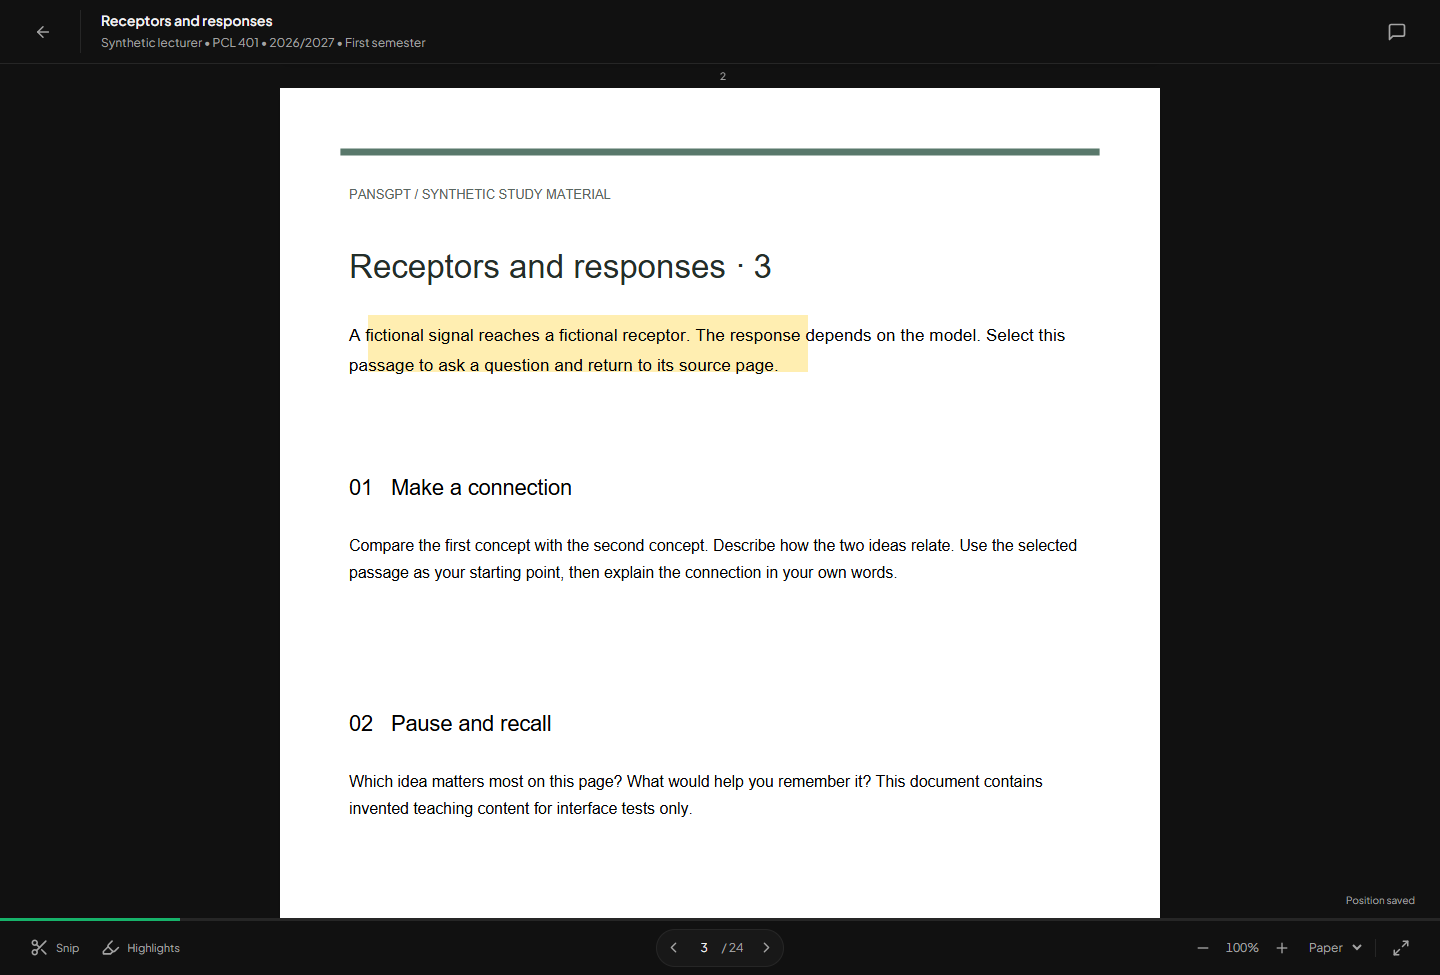 Receptors and responses
Synthetic lecturer • PCL 401 • 2026/2027 • First semester
2
PANSGPT / SYNTHETIC STUDY MATERIAL
Receptors and responses · 3
A fictional signal reaches a fictional receptor. The response depends on the model. Select this
passage to ask a question and return to its source page.
01 Make a connection
Compare the first concept with the second concept. Describe how the two ideas relate. Use the selected
passage as your starting point, then explain the connection in your own words.
02 Pause and recall
Which idea matters most on this page? What would help you remember it? This document contains
invented teaching content for interface tests only.
Position saved
Snip Highlights 3 / 24 100% Paper